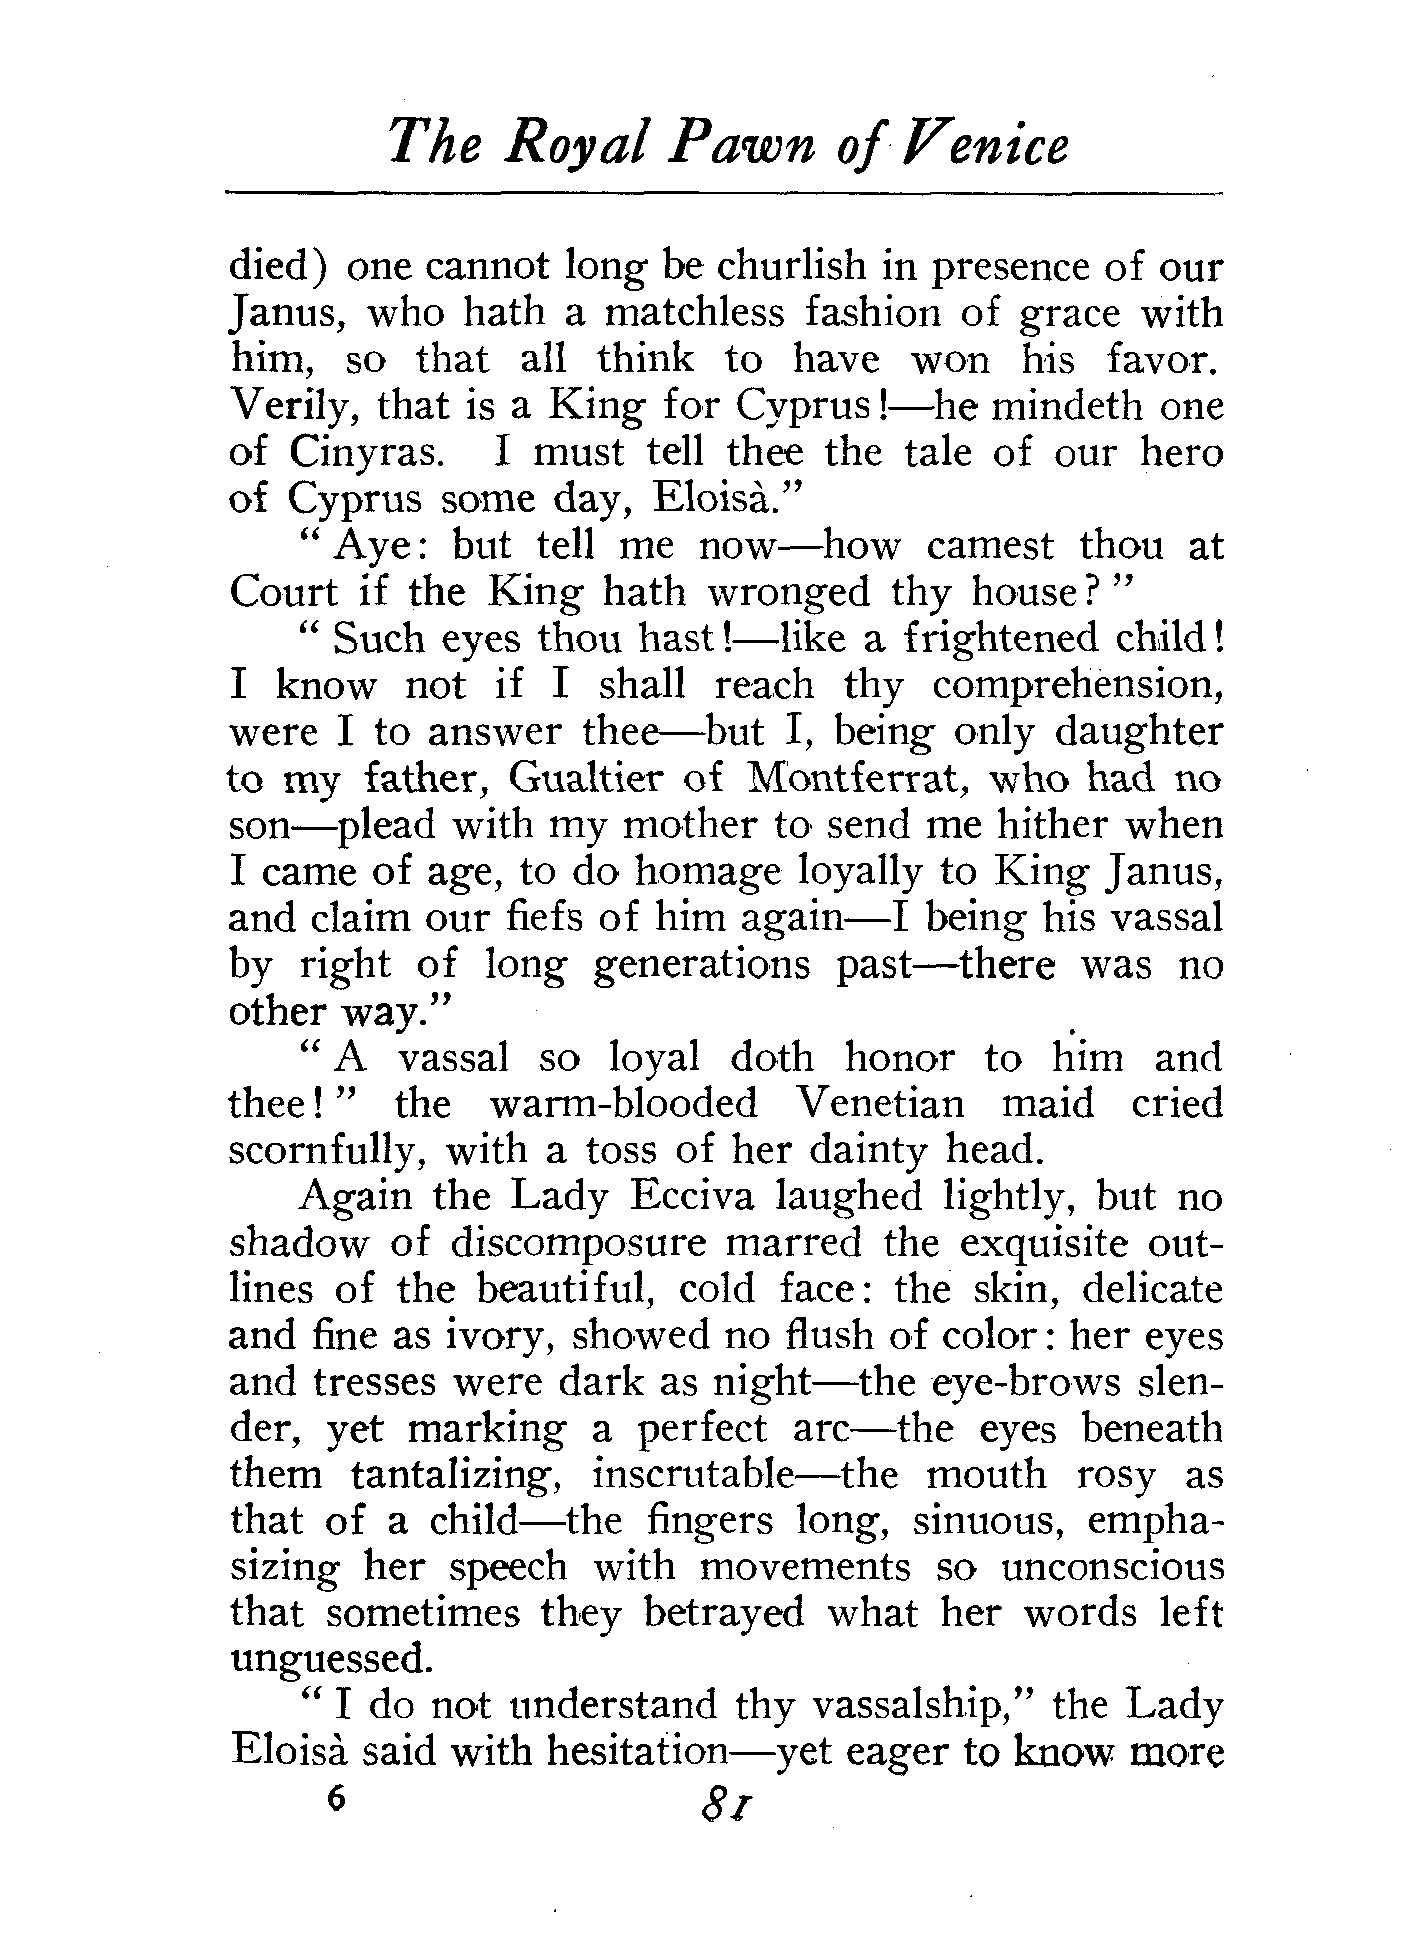 The Royal Pawn of Venice
died) one cannot long be churlish in presence of our
Janus, who hath a matchless fashion of grace with
him, so that all think to have won his favor.
Verily, that is a King for Cyprus!—he mindeth one
of Cinyras. I must tell thee the tale of our hero
of Cyprus some day, Eloisà."
" Aye: but tell me now—how camest thou at
Court if the King hath wronged thy house? "
" Such eyes thou hast!—like a frightened child!
I know not if I shall reach thy comprehension,
were I to answer thee—but I, being only daughter
to my father, Gualtier of Montferrat, who had no
son—plead with my mother to send me hither when
I came of age, to do homage loyally to King Janus,
and claim our fiefs of him again—I being his vassal
by right of long generations past—there was no
other way."
" A vassal so loyal doth honor to him and
thee! " the warm-blooded Venetian maid cried
scornfully, with a toss of her dainty head.
Again the Lady Ecciva laughed lightly, but no
shadow of discomposure marred the exquisite out-
lines of the beautiful, cold face: the skin, delicate
and fine as ivory, showed no flush of color: her eyes
and tresses were dark as night—the eye-brows slen-
der, yet marking a perfect arc—the eyes beneath
them tantalizing, inscrutable—the mouth rosy as
that of a child—the fingers long, sinuous, empha-
sizing her speech with movements so unconscious
that sometimes they betrayed what her words left
unguessed.
" I do not understand thy vassalship," the Lady
Eloisà said with hesitation—yet eager to know more
6 81